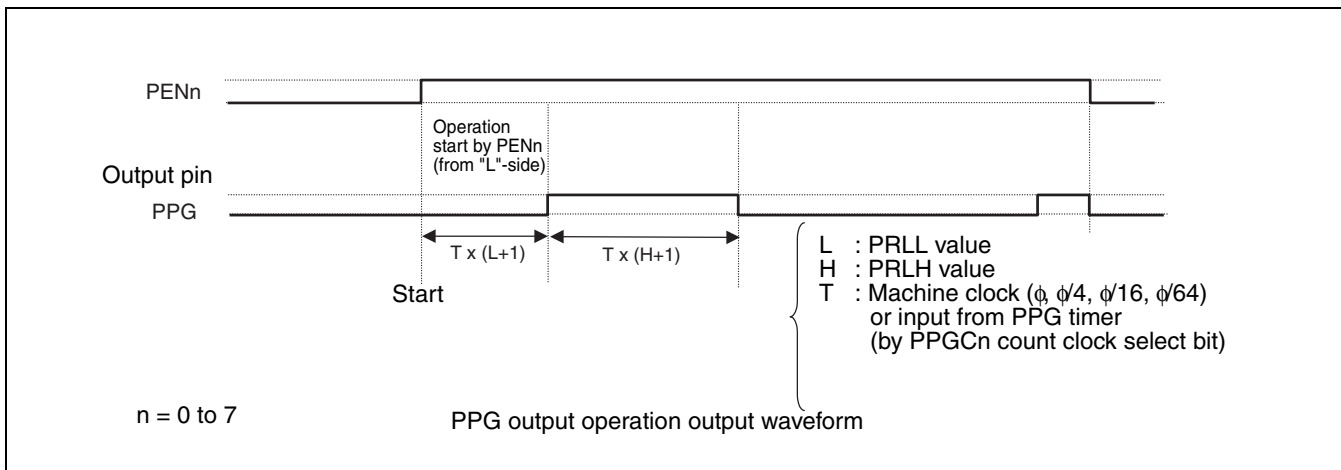 PENn
Operation
start by PENn
(from "L"-side)
Output pin
PPG
T x (L+1)
T x (H+1)
Start
L : PRLL value
H : PRLH value
T : Machine clock (ϕ, ϕ/4, ϕ/16, ϕ/64)
or input from PPG timer
(by PPGCn count clock select bit)
n = 0 to 7
PPG output operation output waveform